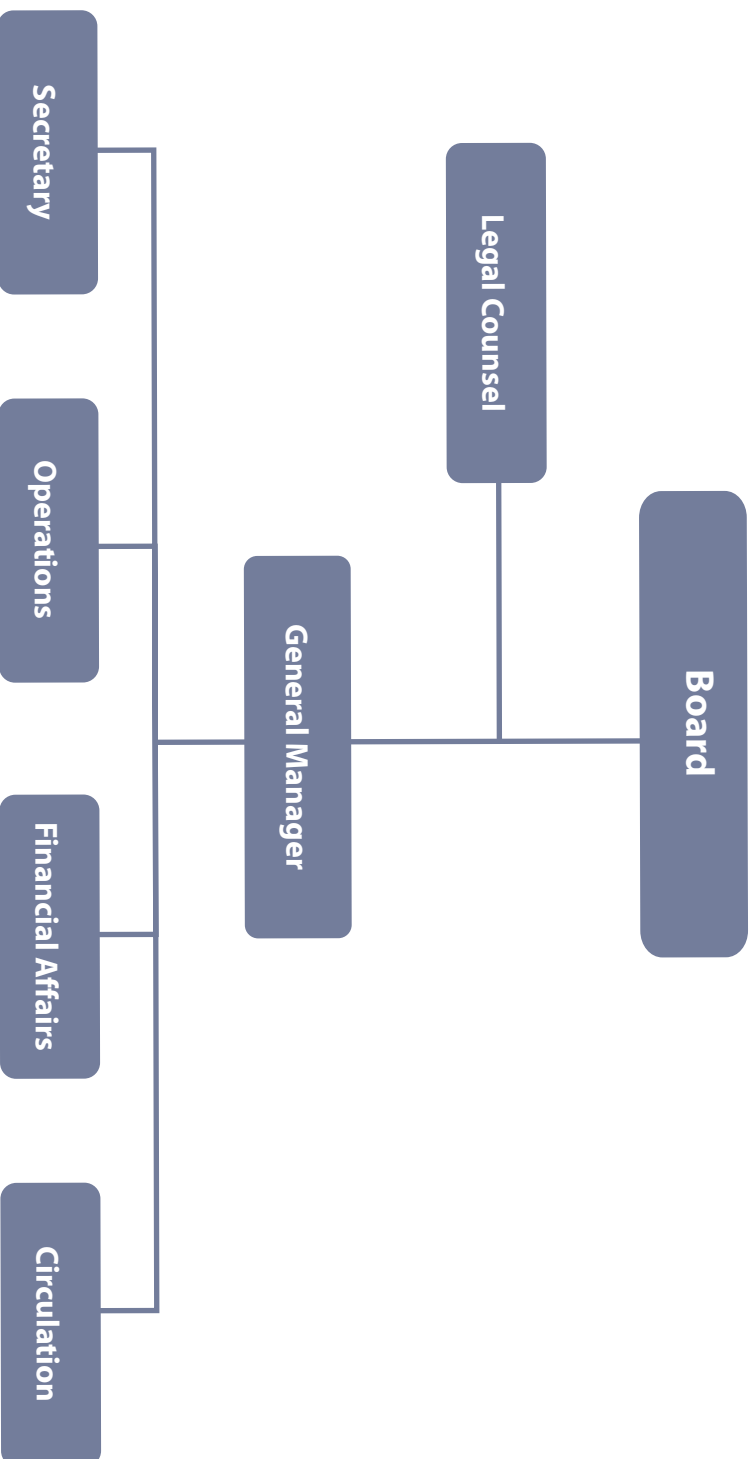 Board
Legal Counsel
General Manager
Secretary
Operations
Financial Affairs
Circulation